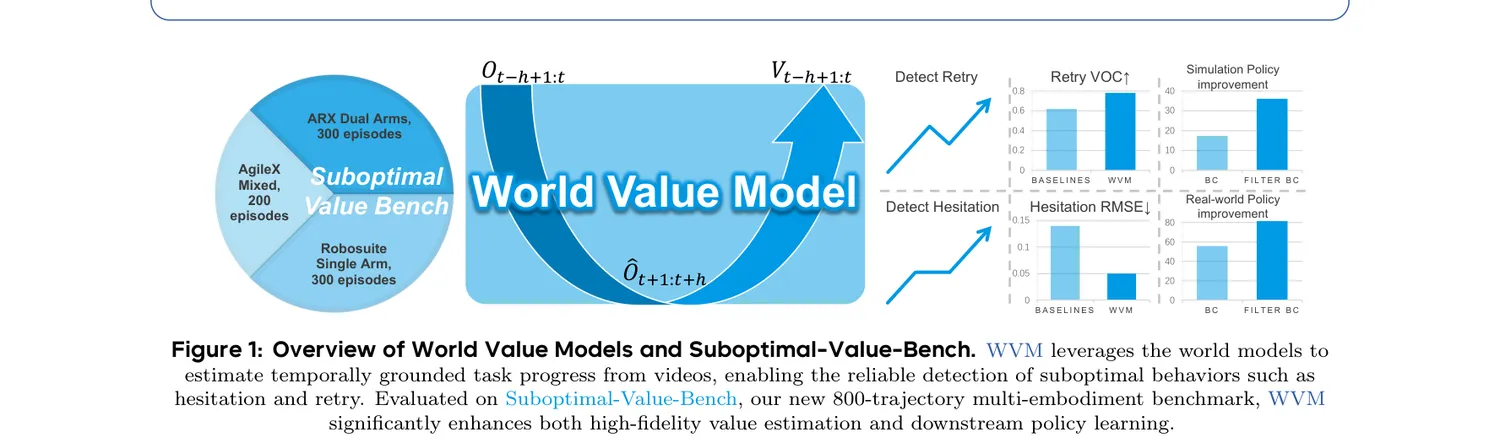 ARX Dual Arms,
300 episodes
AgileX
Mixed,
200
episodes
Suboptimal
Value Bench
Robosuite
Single Arm,
300 episodes
O_{t−h+1:t}
V_{t−h+1:t}
World Value Model
Ô_{t+1:t+h}
Detect Retry
Detect Hesitation
Retry VOC↑
0.8
0.6
0.4
0.2
0
BASELINES WVM
Simulation Policy
improvement
40
30
20
10
0
BC FILTER BC
Hesitation RMSE↓
0.15
0.1
0.05
0
BASELINES WVM
Real-world Policy
improvement
80
60
40
20
0
BC FILTER BC
Figure 1: Overview of World Value Models and Suboptimal-Value-Bench. WVM leverages the world models to
estimate temporally grounded task progress from videos, enabling the reliable detection of suboptimal behaviors such as
hesitation and retry. Evaluated on Suboptimal-Value-Bench, our new 800-trajectory multi-embodiment benchmark, WVM
significantly enhances both high-fidelity value estimation and downstream policy learning.